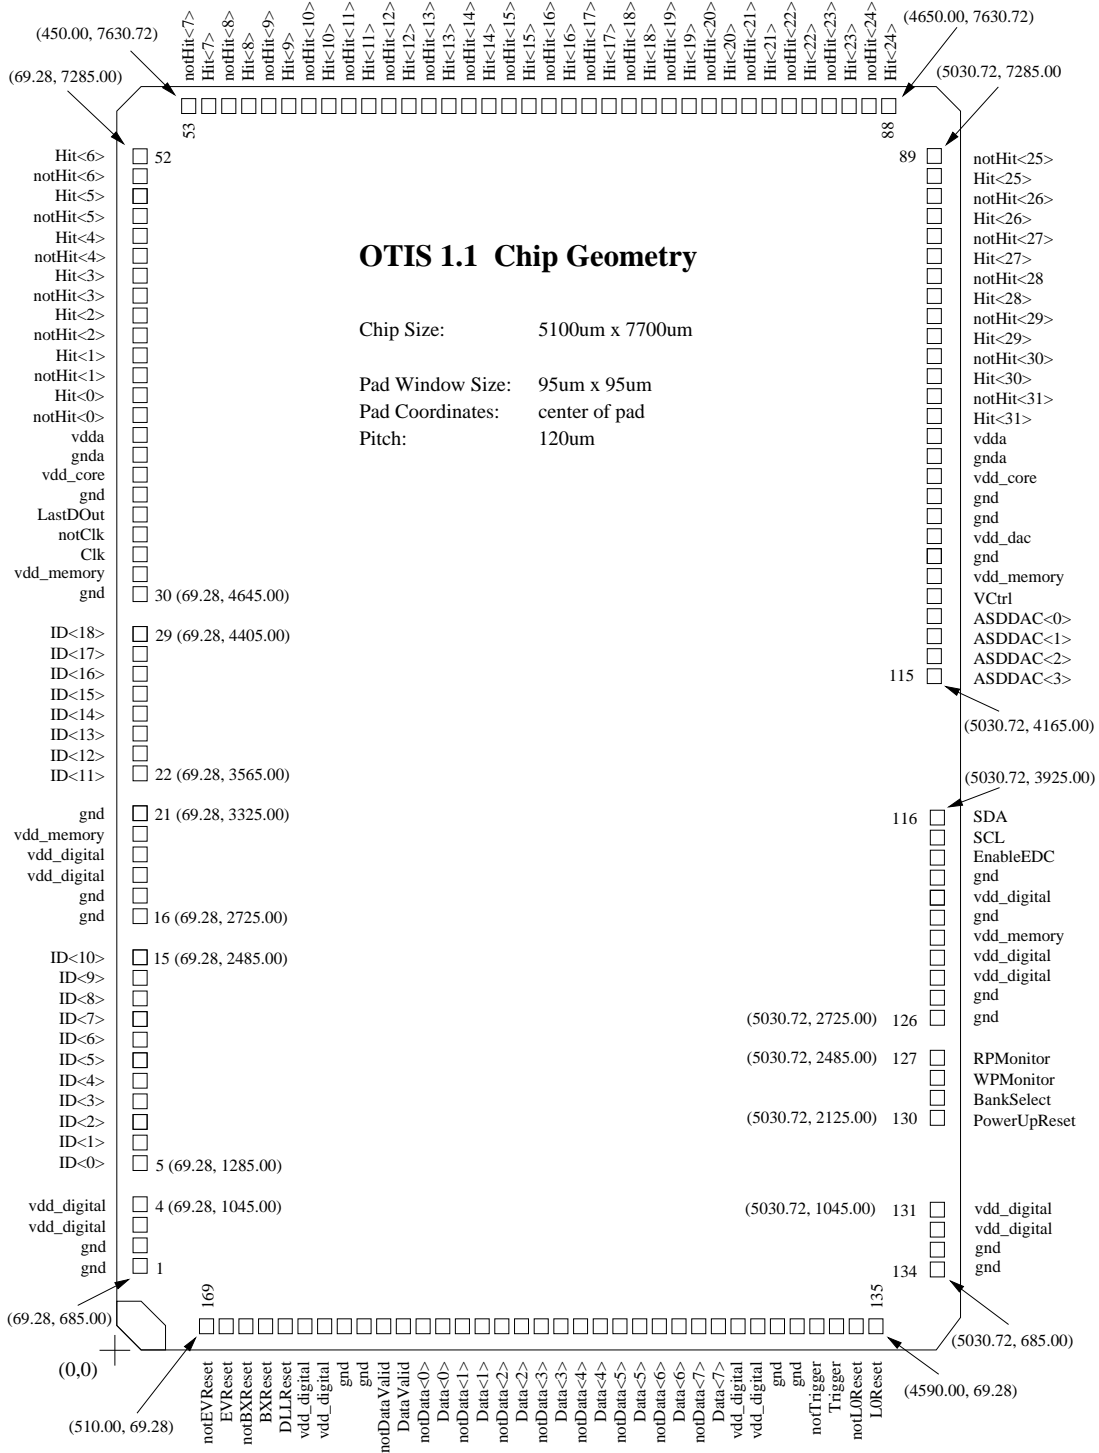 (450.00, 7630.72)
(69.28, 7285.00)
(4650.00, 7630.72)
(5030.72, 7285.00
notHit<7>
Hit<7>
notHit<8>
Hit<8>
notHit<9>
Hit<9>
notHit<10>
Hit<10>
notHit<11>
Hit<11>
notHit<12>
Hit<12>
notHit<13>
Hit<13>
notHit<14>
Hit<14>
notHit<15>
Hit<15>
notHit<16>
Hit<16>
notHit<17>
Hit<17>
notHit<18>
Hit<18>
notHit<19>
Hit<19>
notHit<20>
Hit<20>
notHit<21>
Hit<21>
notHit<22>
Hit<22>
notHit<23>
Hit<23>
notHit<24>
Hit<24>
53
88
52
Hit<6>
notHit<6>
Hit<5>
notHit<5>
Hit<4>
notHit<4>
Hit<3>
notHit<3>
Hit<2>
notHit<2>
Hit<1>
notHit<1>
Hit<0>
notHit<0>
vdda
gnda
vdd_core
gnd
LastDOut
notClk
Clk
vdd_memory
gnd
30 (69.28, 4645.00)
ID<18>
29 (69.28, 4405.00)
ID<17>
ID<16>
ID<15>
ID<14>
ID<13>
ID<12>
ID<11>
22 (69.28, 3565.00)
gnd
21 (69.28, 3325.00)
vdd_memory
vdd_digital
vdd_digital
gnd
gnd
16 (69.28, 2725.00)
ID<10>
15 (69.28, 2485.00)
ID<9>
ID<8>
ID<7>
ID<6>
ID<5>
ID<4>
ID<3>
ID<2>
ID<1>
ID<0>
5 (69.28, 1285.00)
vdd_digital
4 (69.28, 1045.00)
vdd_digital
gnd
gnd
1
(69.28, 685.00)
(0,0)
OTIS 1.1 Chip Geometry
Chip Size: 5100um x 7700um
Pad Window Size: 95um x 95um
Pad Coordinates: center of pad
Pitch: 120um
89
notHit<25>
Hit<25>
notHit<26>
Hit<26>
notHit<27>
Hit<27>
notHit<28
Hit<28>
notHit<29>
Hit<29>
notHit<30>
Hit<30>
notHit<31>
Hit<31>
vdda
gnda
vdd_core
gnd
gnd
vdd_dac
gnd
vdd_memory
VCtrl
ASDDAC<0>
ASDDAC<1>
ASDDAC<2>
115
ASDDAC<3>
(5030.72, 4165.00)
(5030.72, 3925.00)
116
SDA
SCL
EnableEDC
gnd
vdd_digital
gnd
vdd_memory
vdd_digital
vdd_digital
gnd
(5030.72, 2725.00) 126
gnd
(5030.72, 2485.00) 127
RPMonitor
WPMonitor
BankSelect
(5030.72, 2125.00) 130
PowerUpReset
(5030.72, 1045.00) 131
vdd_digital
vdd_digital
gnd
134
gnd
(5030.72, 685.00)
169
135
(510.00, 69.28)
(4590.00, 69.28)
notEVReset
EVReset
notBXReset
BXReset
DLLReset
vdd_digital
vdd_digital
gnd
gnd
notDataValid
DataValid
notData<0>
Data<0>
notData<1>
Data<1>
notData<2>
Data<2>
notData<3>
Data<3>
notData<4>
Data<4>
notData<5>
Data<5>
notData<6>
Data<6>
notData<7>
Data<7>
vdd_digital
vdd_digital
gnd
gnd
notTrigger
Trigger
notL0Reset
L0Reset